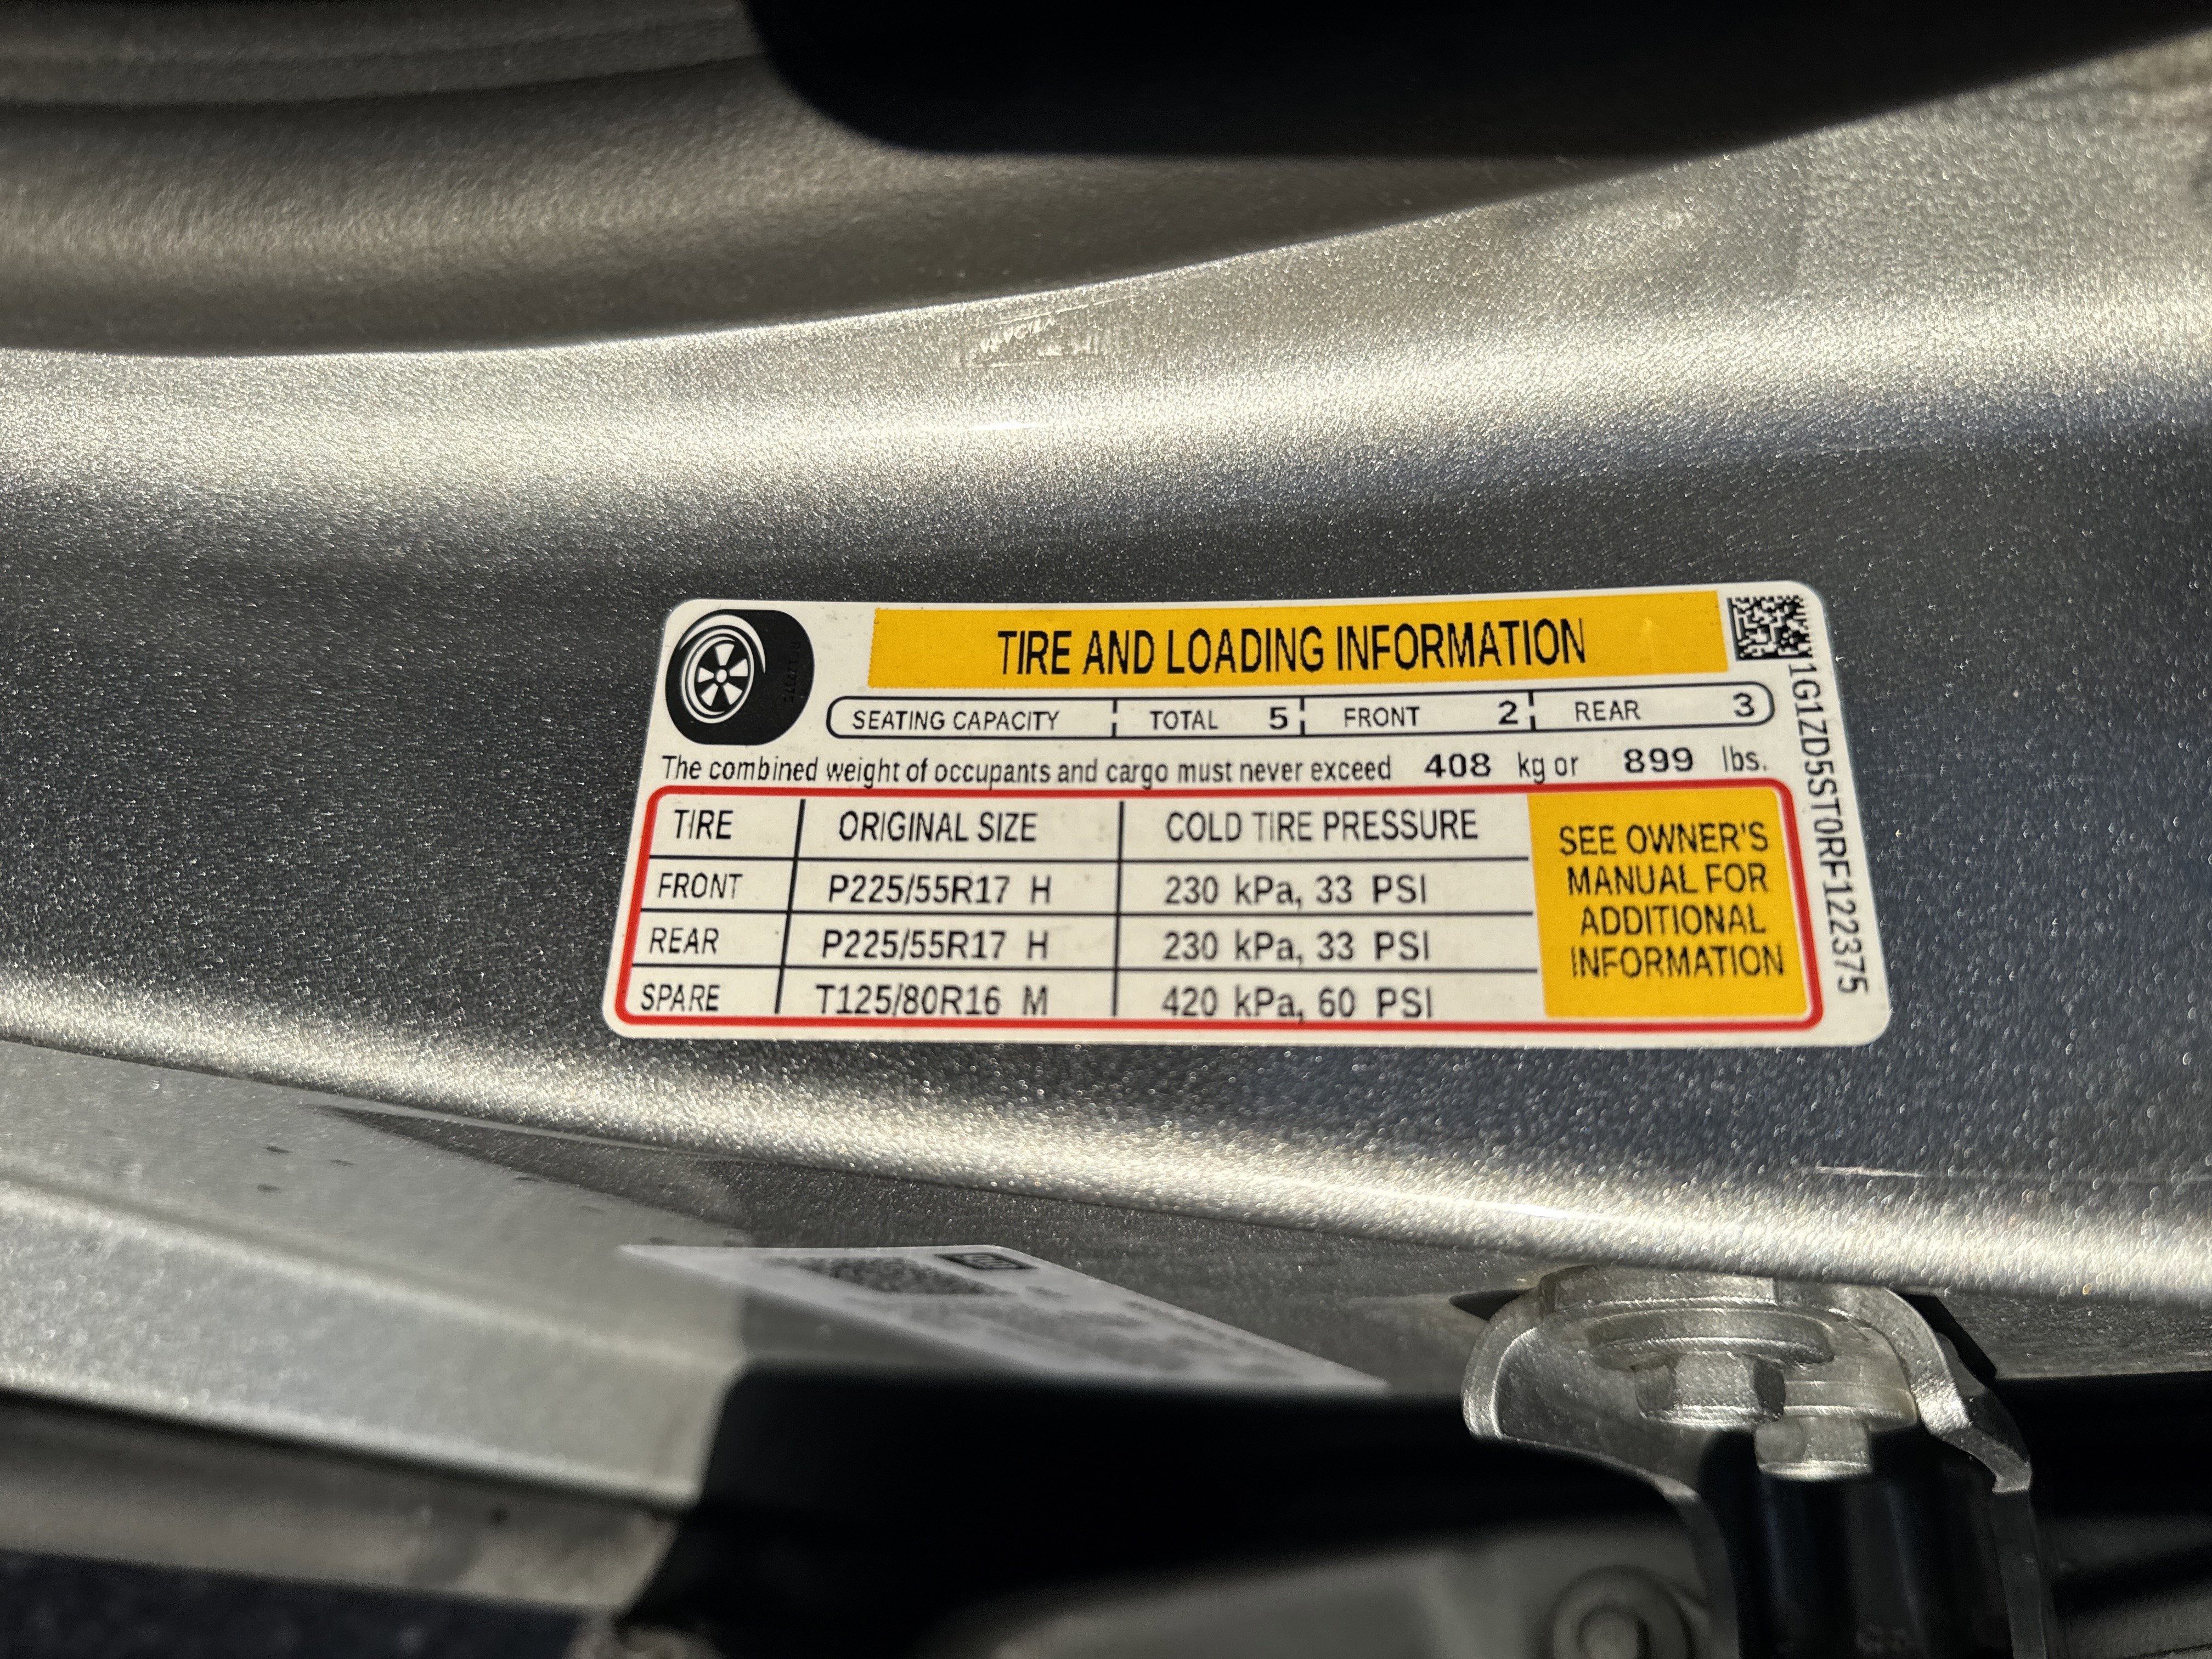 TIRE AND LOADING INFORMATION
SEATING CAPACITY TOTAL 5 FRONT 2 REAR 3
The combined weight of occupants and cargo must never exceed 408 kg or 899 lbs.
TIRE ORIGINAL SIZE COLD TIRE PRESSURE
FRONT P225/55R17 H 230 kPa, 33 PSI
REAR P225/55R17 H 230 kPa, 33 PSI
SPARE T125/80R16 M 420 kPa, 60 PSI
SEE OWNER'S
MANUAL FOR
ADDITIONAL
INFORMATION
1G1ZD5ST0RF122375